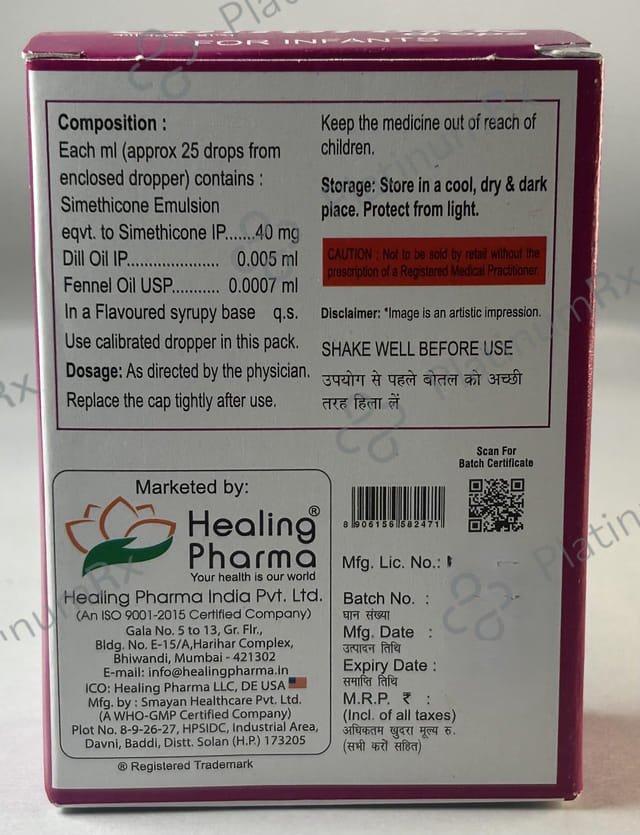 FOR INFANTS
Composition :
Each ml (approx 25 drops from
enclosed dropper) contains :
Simethicone Emulsion
eqvt. to Simethicone IP.......40 mg
Dill Oil IP...................... 0.005 ml
Fennel Oil USP........... 0.0007 ml
In a Flavoured syrupy base q.s.
Use calibrated dropper in this pack.
Dosage: As directed by the physician.
Replace the cap tightly after use.
Keep the medicine out of reach of
children.
Storage: Store in a cool, dry & dark
place. Protect from light.
CAUTION : Not to be sold by retail without the
prescription of a Registered Medical Practitioner.
Disclaimer: *Image is an artistic impression.
SHAKE WELL BEFORE USE
उपयोग से पहले बोतल को अच्छी
तरह हिला लें
Marketed by:
Healing®
Pharma
Your health is our world
Healing Pharma India Pvt. Ltd.
(An ISO 9001-2015 Certified Company)
Gala No. 5 to 13, Gr. Flr.,
Bldg. No. E-15/A,Harihar Complex,
Bhiwandi, Mumbai - 421302
E-mail: info@healingpharma.in
ICO: Healing Pharma LLC, DE USA
Mfg. by : Smayan Healthcare Pvt. Ltd.
(A WHO-GMP Certified Company)
Plot No. 8-9-26-27, HPSIDC, Industrial Area,
Davni, Baddi, Distt. Solan (H.P.) 173205
® Registered Trademark
Scan For
Batch Certificate
8 906156 582471
Mfg. Lic. No.:
Batch No. :
घान संख्या
Mfg. Date :
उत्पादन तिथि
Expiry Date :
समाप्ति तिथि
M.R.P. ₹ :
(Incl. of all taxes)
अधिकतम खुदरा मूल्य रु.
(सभी करों सहित)
PlatinumRx